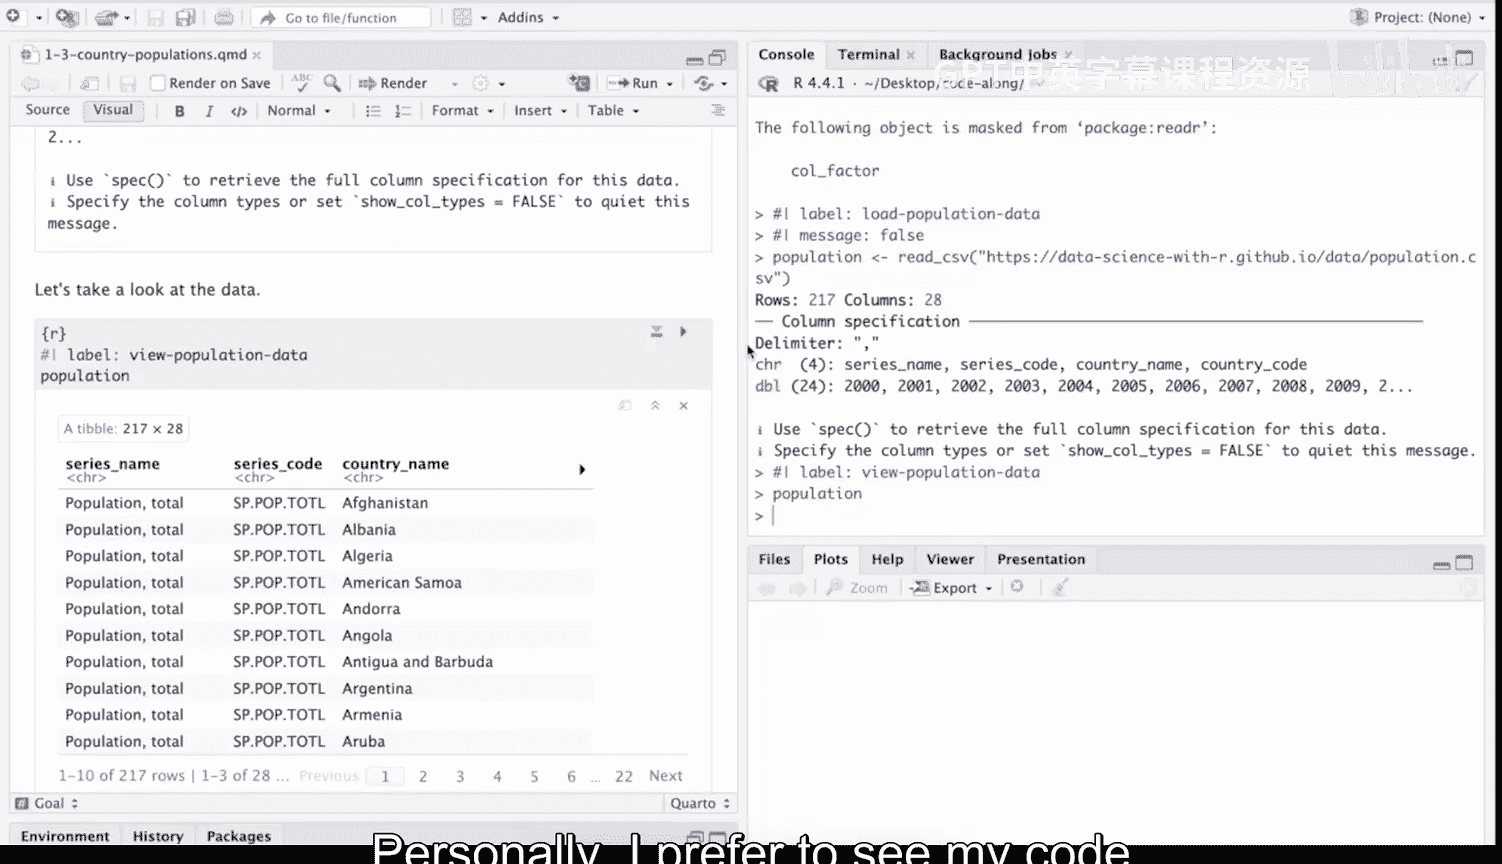 Go to file/function
Addins
Project: (None)
1-3-country-populations.qmd
Render on Save
ABC
Render
Run
Source
Visual
B
I
</>
Normal
Format
Insert
Table
2...
i Use `spec()` to retrieve the full column specification for this data.
i Specify the column types or set `show_col_types = FALSE` to quiet this
message.
Let's take a look at the data.
{r}
#| label: view-population-data
population
A tibble: 217 × 28
series_name series_code country_name
<chr> <chr> <chr>
Population, total SP.POP.TOTL Afghanistan
Population, total SP.POP.TOTL Albania
Population, total SP.POP.TOTL Algeria
Population, total SP.POP.TOTL American Samoa
Population, total SP.POP.TOTL Andorra
Population, total SP.POP.TOTL Angola
Population, total SP.POP.TOTL Antigua and Barbuda
Population, total SP.POP.TOTL Argentina
Population, total SP.POP.TOTL Armenia
Population, total SP.POP.TOTL Aruba
1-10 of 217 rows | 1-3 of 28 ... Previous 1 2 3 4 5 6 ... 22 Next
# Goal
Quarto
Environment History Packages
Console Terminal Background Jobs
R R 4.4.1 · ~/Desktop/code-along/
The following object is masked from ‘package:readr’:
col_factor
> #| label: load-population-data
> #| message: false
> population <- read_csv("https://data-science-with-r.github.io/data/population.c
sv")
Rows: 217 Columns: 28
── Column specification ──
Delimiter: ","
chr (4): series_name, series_code, country_name, country_code
dbl (24): 2000, 2001, 2002, 2003, 2004, 2005, 2006, 2007, 2008, 2009, 2...
i Use `spec()` to retrieve the full column specification for this data.
i Specify the column types or set `show_col_types = FALSE` to quiet this message.
> #| label: view-population-data
> population
>
Files Plots Help Viewer Presentation
Zoom Export
GPT中英字幕课程资源
Personally, I prefer to see my code